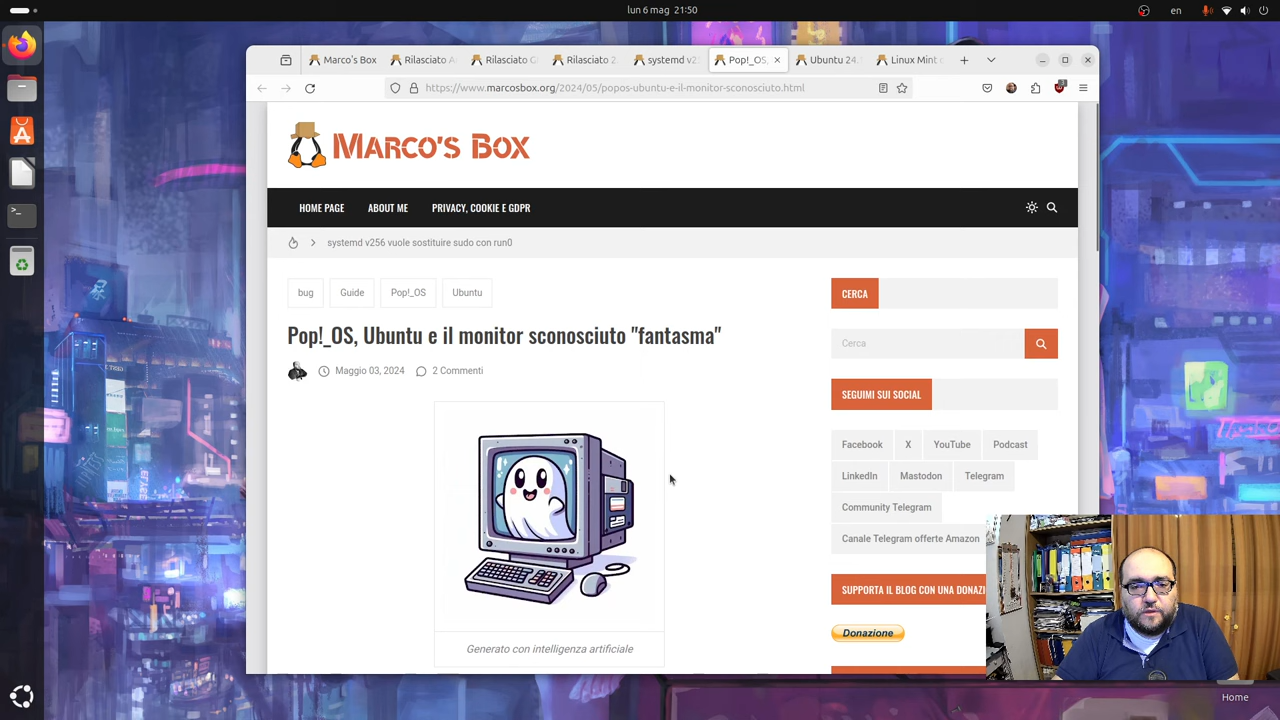 lun 6 mag 21:50
en
Marco's Box
Rilasciato
Rilasciato
Rilasciato 2
systemd v2
Pop!_OS,
Ubuntu 24.
Linux Mint
https://www.marcosbox.org/2024/05/popos-ubuntu-e-il-monitor-sconosciuto.html
MARCO'S BOX
HOME PAGE
ABOUT ME
PRIVACY, COOKIE E GDPR
systemd v256 vuole sostituire sudo con run0
bug
Guide
Pop!_OS
Ubuntu
Pop!_OS, Ubuntu e il monitor sconosciuto "fantasma"
Maggio 03, 2024
2 Commenti
Generato con intelligenza artificiale
CERCA
Cerca
SEGUIMI SUI SOCIAL
Facebook
X
YouTube
Podcast
LinkedIn
Mastodon
Telegram
Community Telegram
Canale Telegram offerte Amazon
SUPPORTA IL BLOG CON UNA DONAZI
Donazione
Home